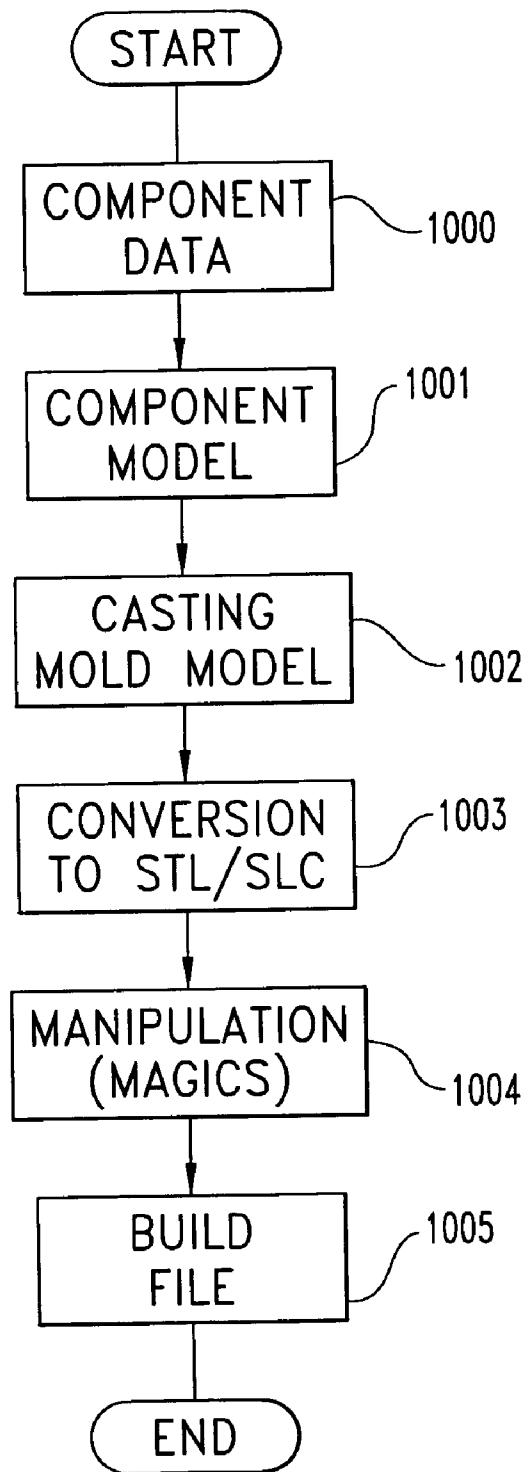 START
COMPONENT
DATA
1000
COMPONENT
MODEL
1001
CASTING
MOLD MODEL
1002
CONVERSION
TO STL/SLC
1003
MANIPULATION
(MAGICS)
1004
BUILD
FILE
1005
END